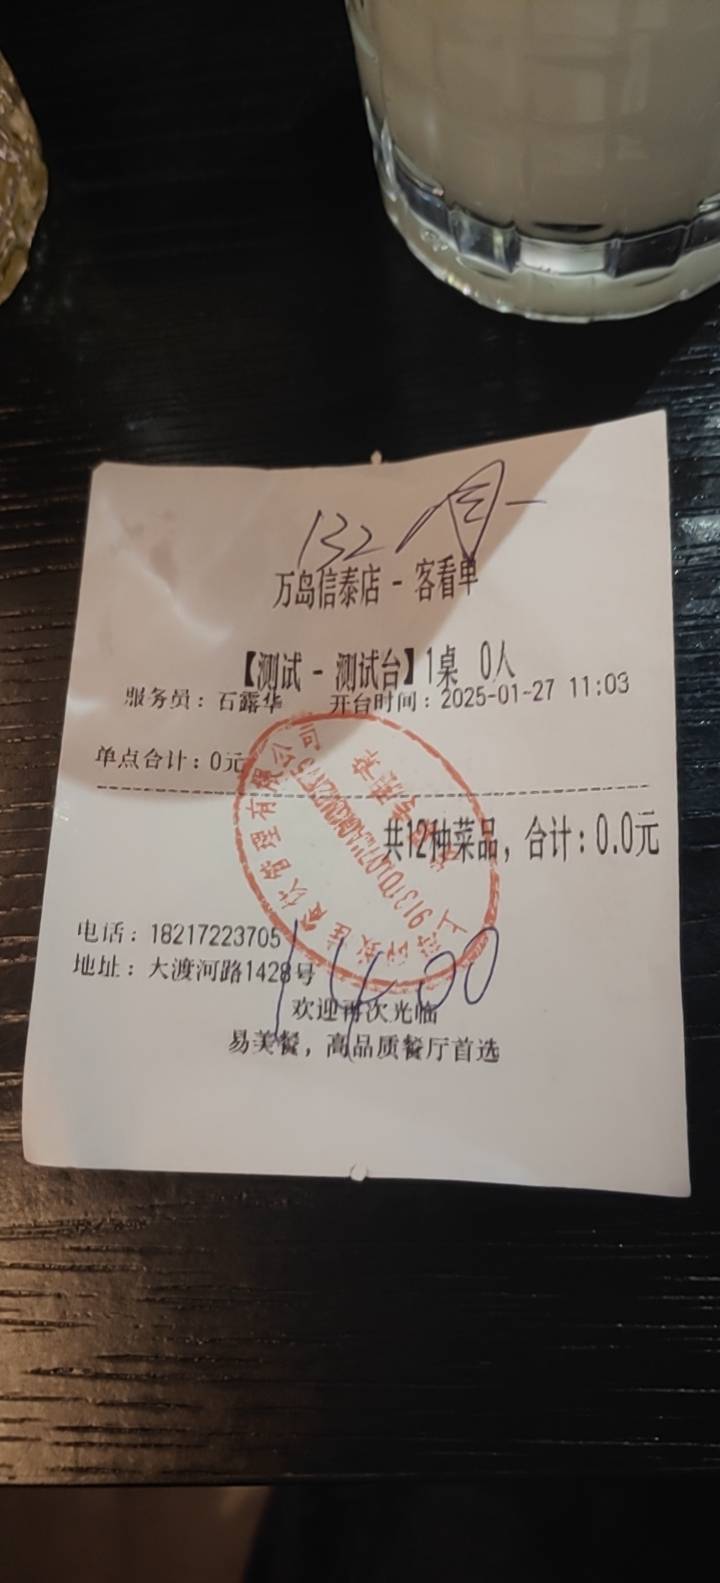 132
万岛信泰店 - 客看单
【测试 - 测试台】1桌 0人
服务员：石露华 开台时间：2025-01-27 11:03
单点合计：0元
共12种菜品，合计：0.0元
电话：18217223705
地址：大渡河路1428号
欢迎再次光临
易美餐，高品质餐厅首选